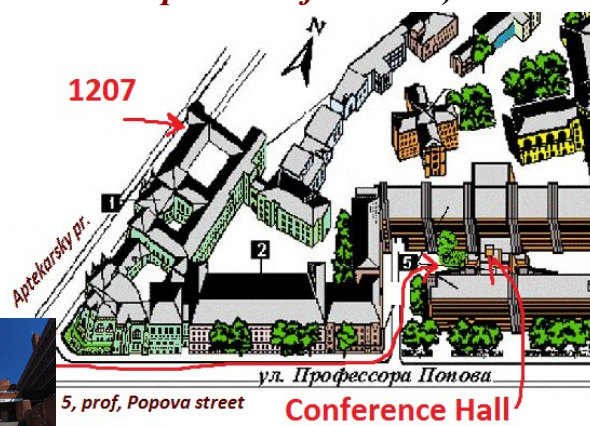 N
1207
1
Aptekarsky pr.
2
5
ул. Профессора Попова
5, prof, Popova street
Conference Hall